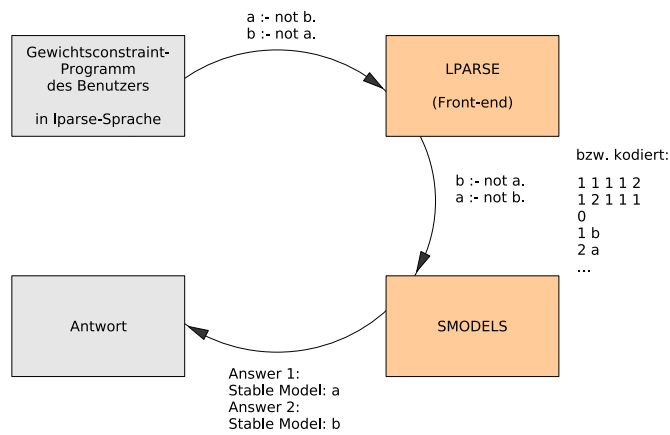 a :- not b.
b :- not a.
Gewichtsconstraint-
Programm
des Benutzers
in lparse-Sprache
LPARSE
(Front-end)
bzw. kodiert:
b :- not a.
a :- not b.
1 1 1 1 2
1 2 1 1 1
0
1 b
2 a
...
Antwort
SMODELS
Answer 1:
Stable Model: a
Answer 2:
Stable Model: b